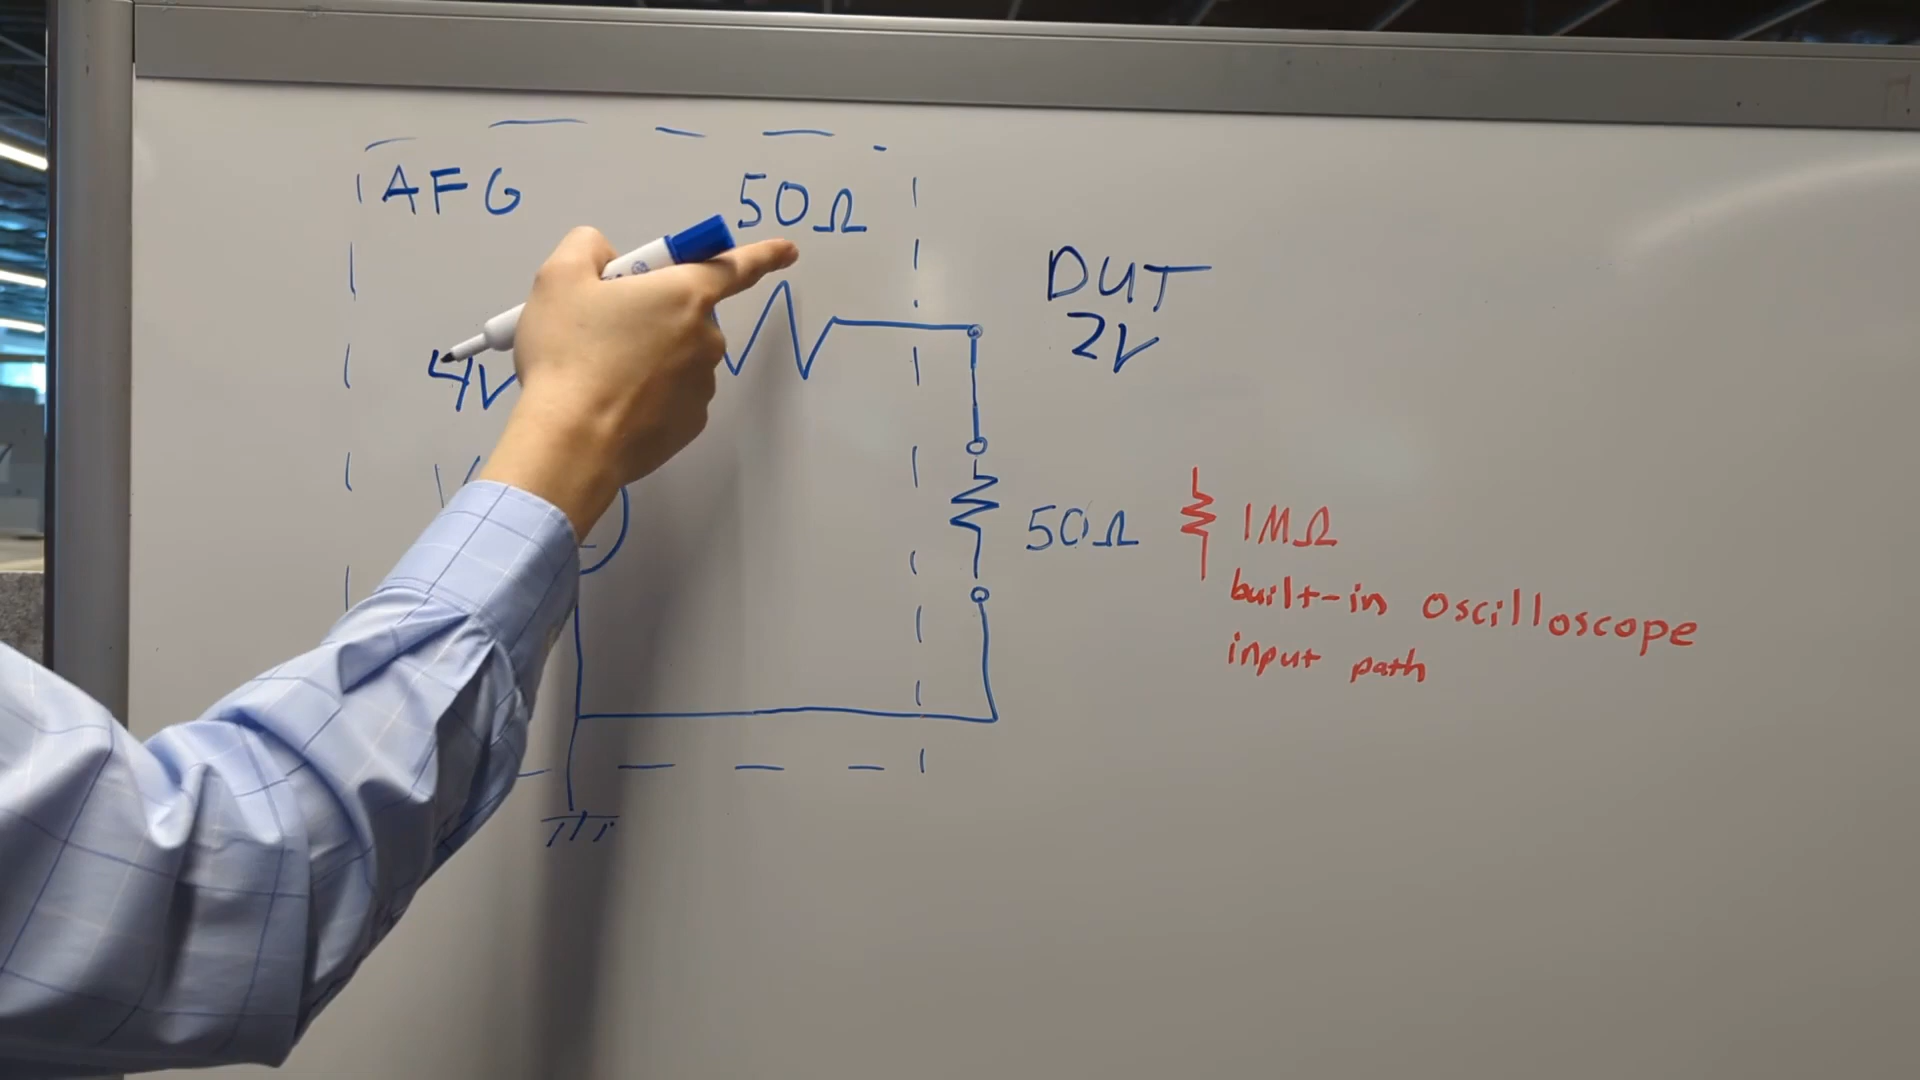 AFG
50Ω
DUT
2V
4V
50Ω
1MΩ
built-in oscilloscope
input path